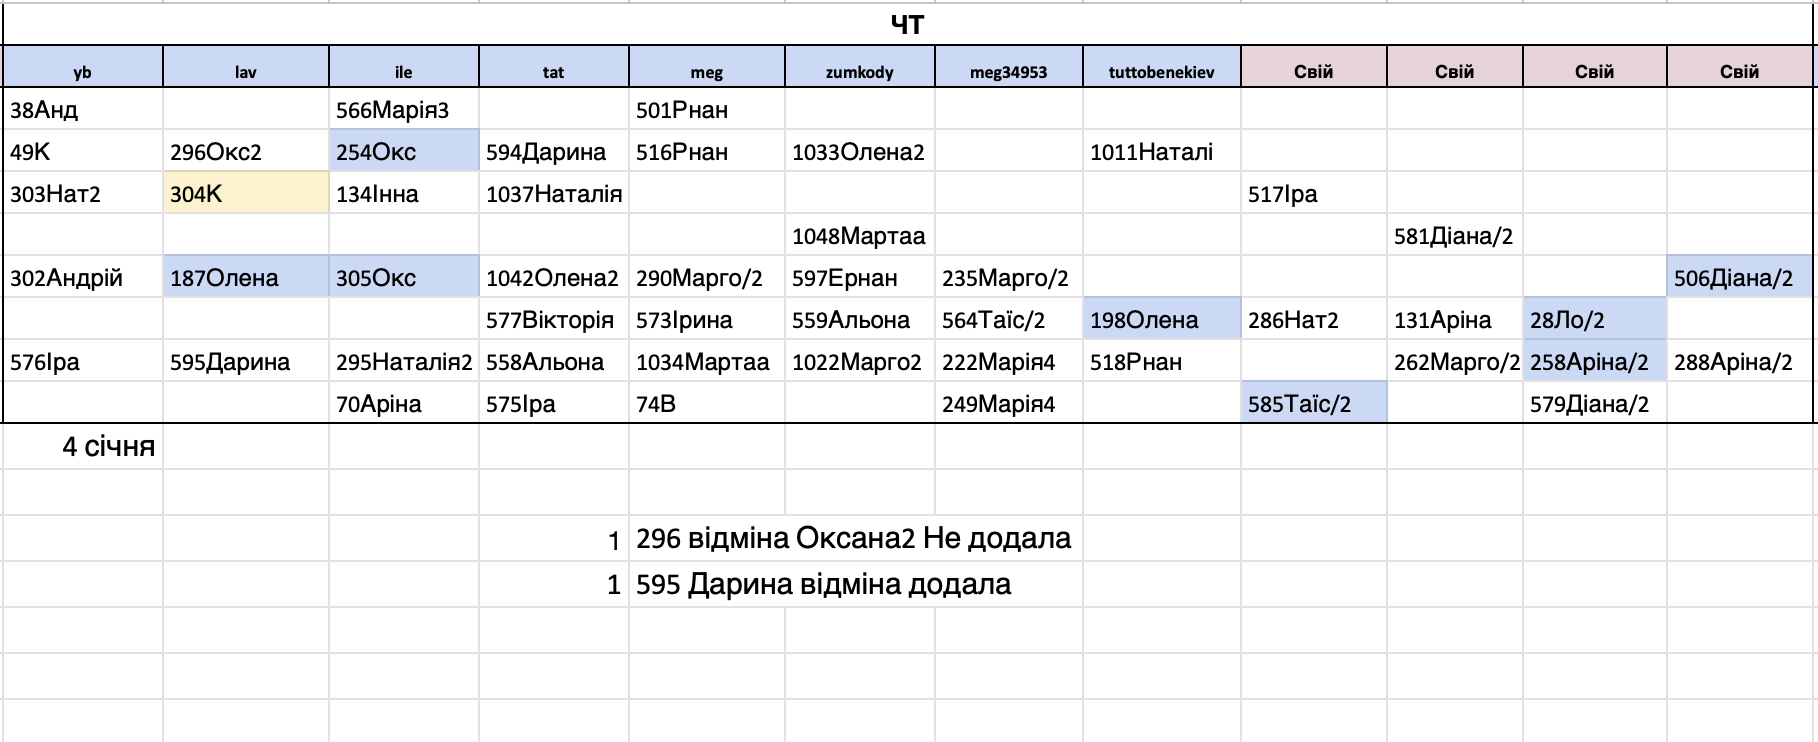 ЧТ
yb lav ile tat meg zumkody meg34953 tuttobenekiev Свій Свій Свій Свій
38Анд 566Марія3 501Рнан
49К 296Окс2 254Окс 594Дарина 516Рнан 1033Олена2 1011Наталі
303Нат2 304К 134Інна 1037Наталія 517Іра
1048Мартаа 581Діана/2
302Андрій 187Олена 305Окс 1042Олена2 290Марго/2 597Ернан 235Марго/2 506Діана/2
577Вікторія 573Ірина 559Альона 564Таїс/2 198Олена 286Нат2 131Аріна 28Ло/2
576Іра 595Дарина 295Наталія2 558Альона 1034Мартаа 1022Марго2 222Марія4 518Рнан 262Марго/2 258Аріна/2 288Аріна/2
70Аріна 575Іра 74В 249Марія4 585Таїс/2 579Діана/2
4 січня
1 296 відміна Оксана2 Не додала
1 595 Дарина відміна додала